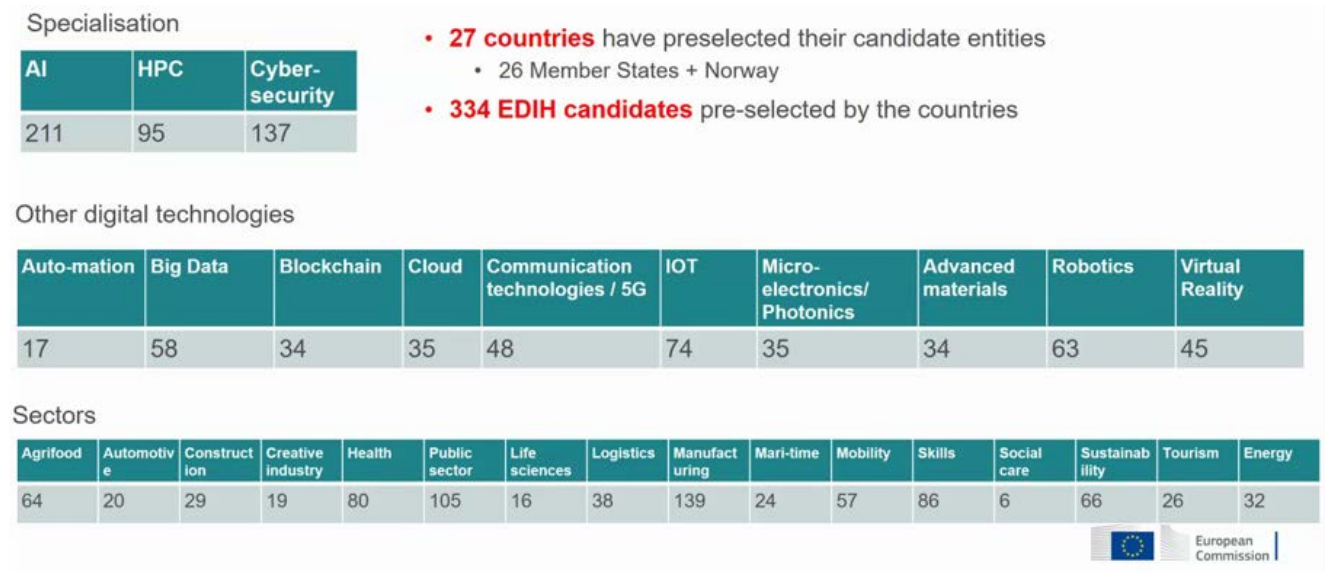 Specialisation
AI HPC Cyber-
security
211 95 137
• 27 countries have preselected their candidate entities
• 26 Member States + Norway
• 334 EDIH candidates pre-selected by the countries
Other digital technologies
Auto-mation Big Data Blockchain Cloud Communication technologies / 5G IOT Micro-electronics/ Photonics Advanced materials Robotics Virtual Reality
17 58 34 35 48 74 35 34 63 45
Sectors
Agrifood Automotiv e Construct ion Creative industry Health Public sector Life sciences Logistics Manufact uring Mari-time Mobility Skills Social care Sustainab ility Tourism Energy
64 20 29 19 80 105 16 38 139 24 57 86 6 66 26 32
European
Commission